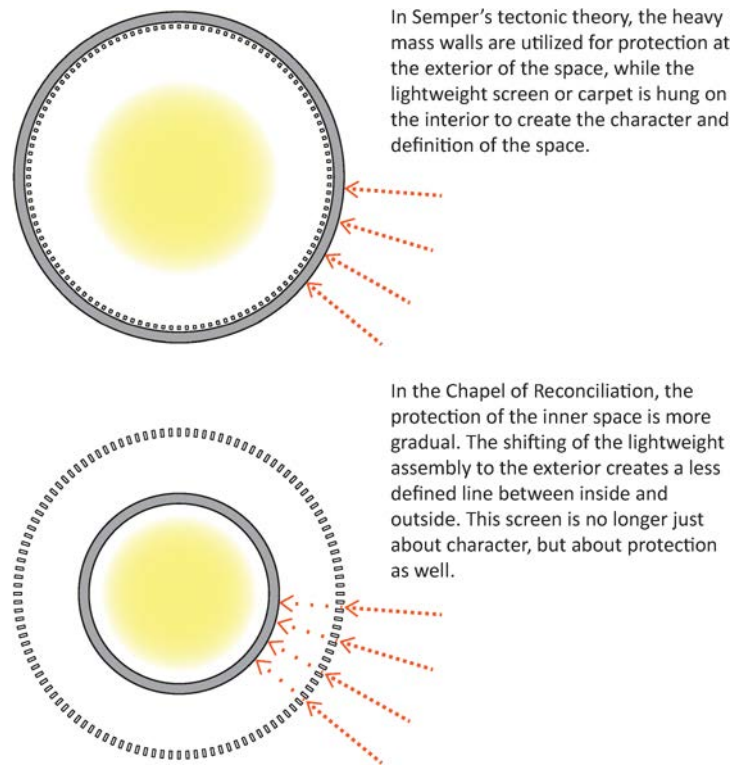 In Semper's tectonic theory, the heavy
mass walls are utilized for protection at
the exterior of the space, while the
lightweight screen or carpet is hung on
the interior to create the character and
definition of the space.
In the Chapel of Reconciliation, the
protection of the inner space is more
gradual. The shifting of the lightweight
assembly to the exterior creates a less
defined line between inside and
outside. This screen is no longer just
about character, but about protection
as well.